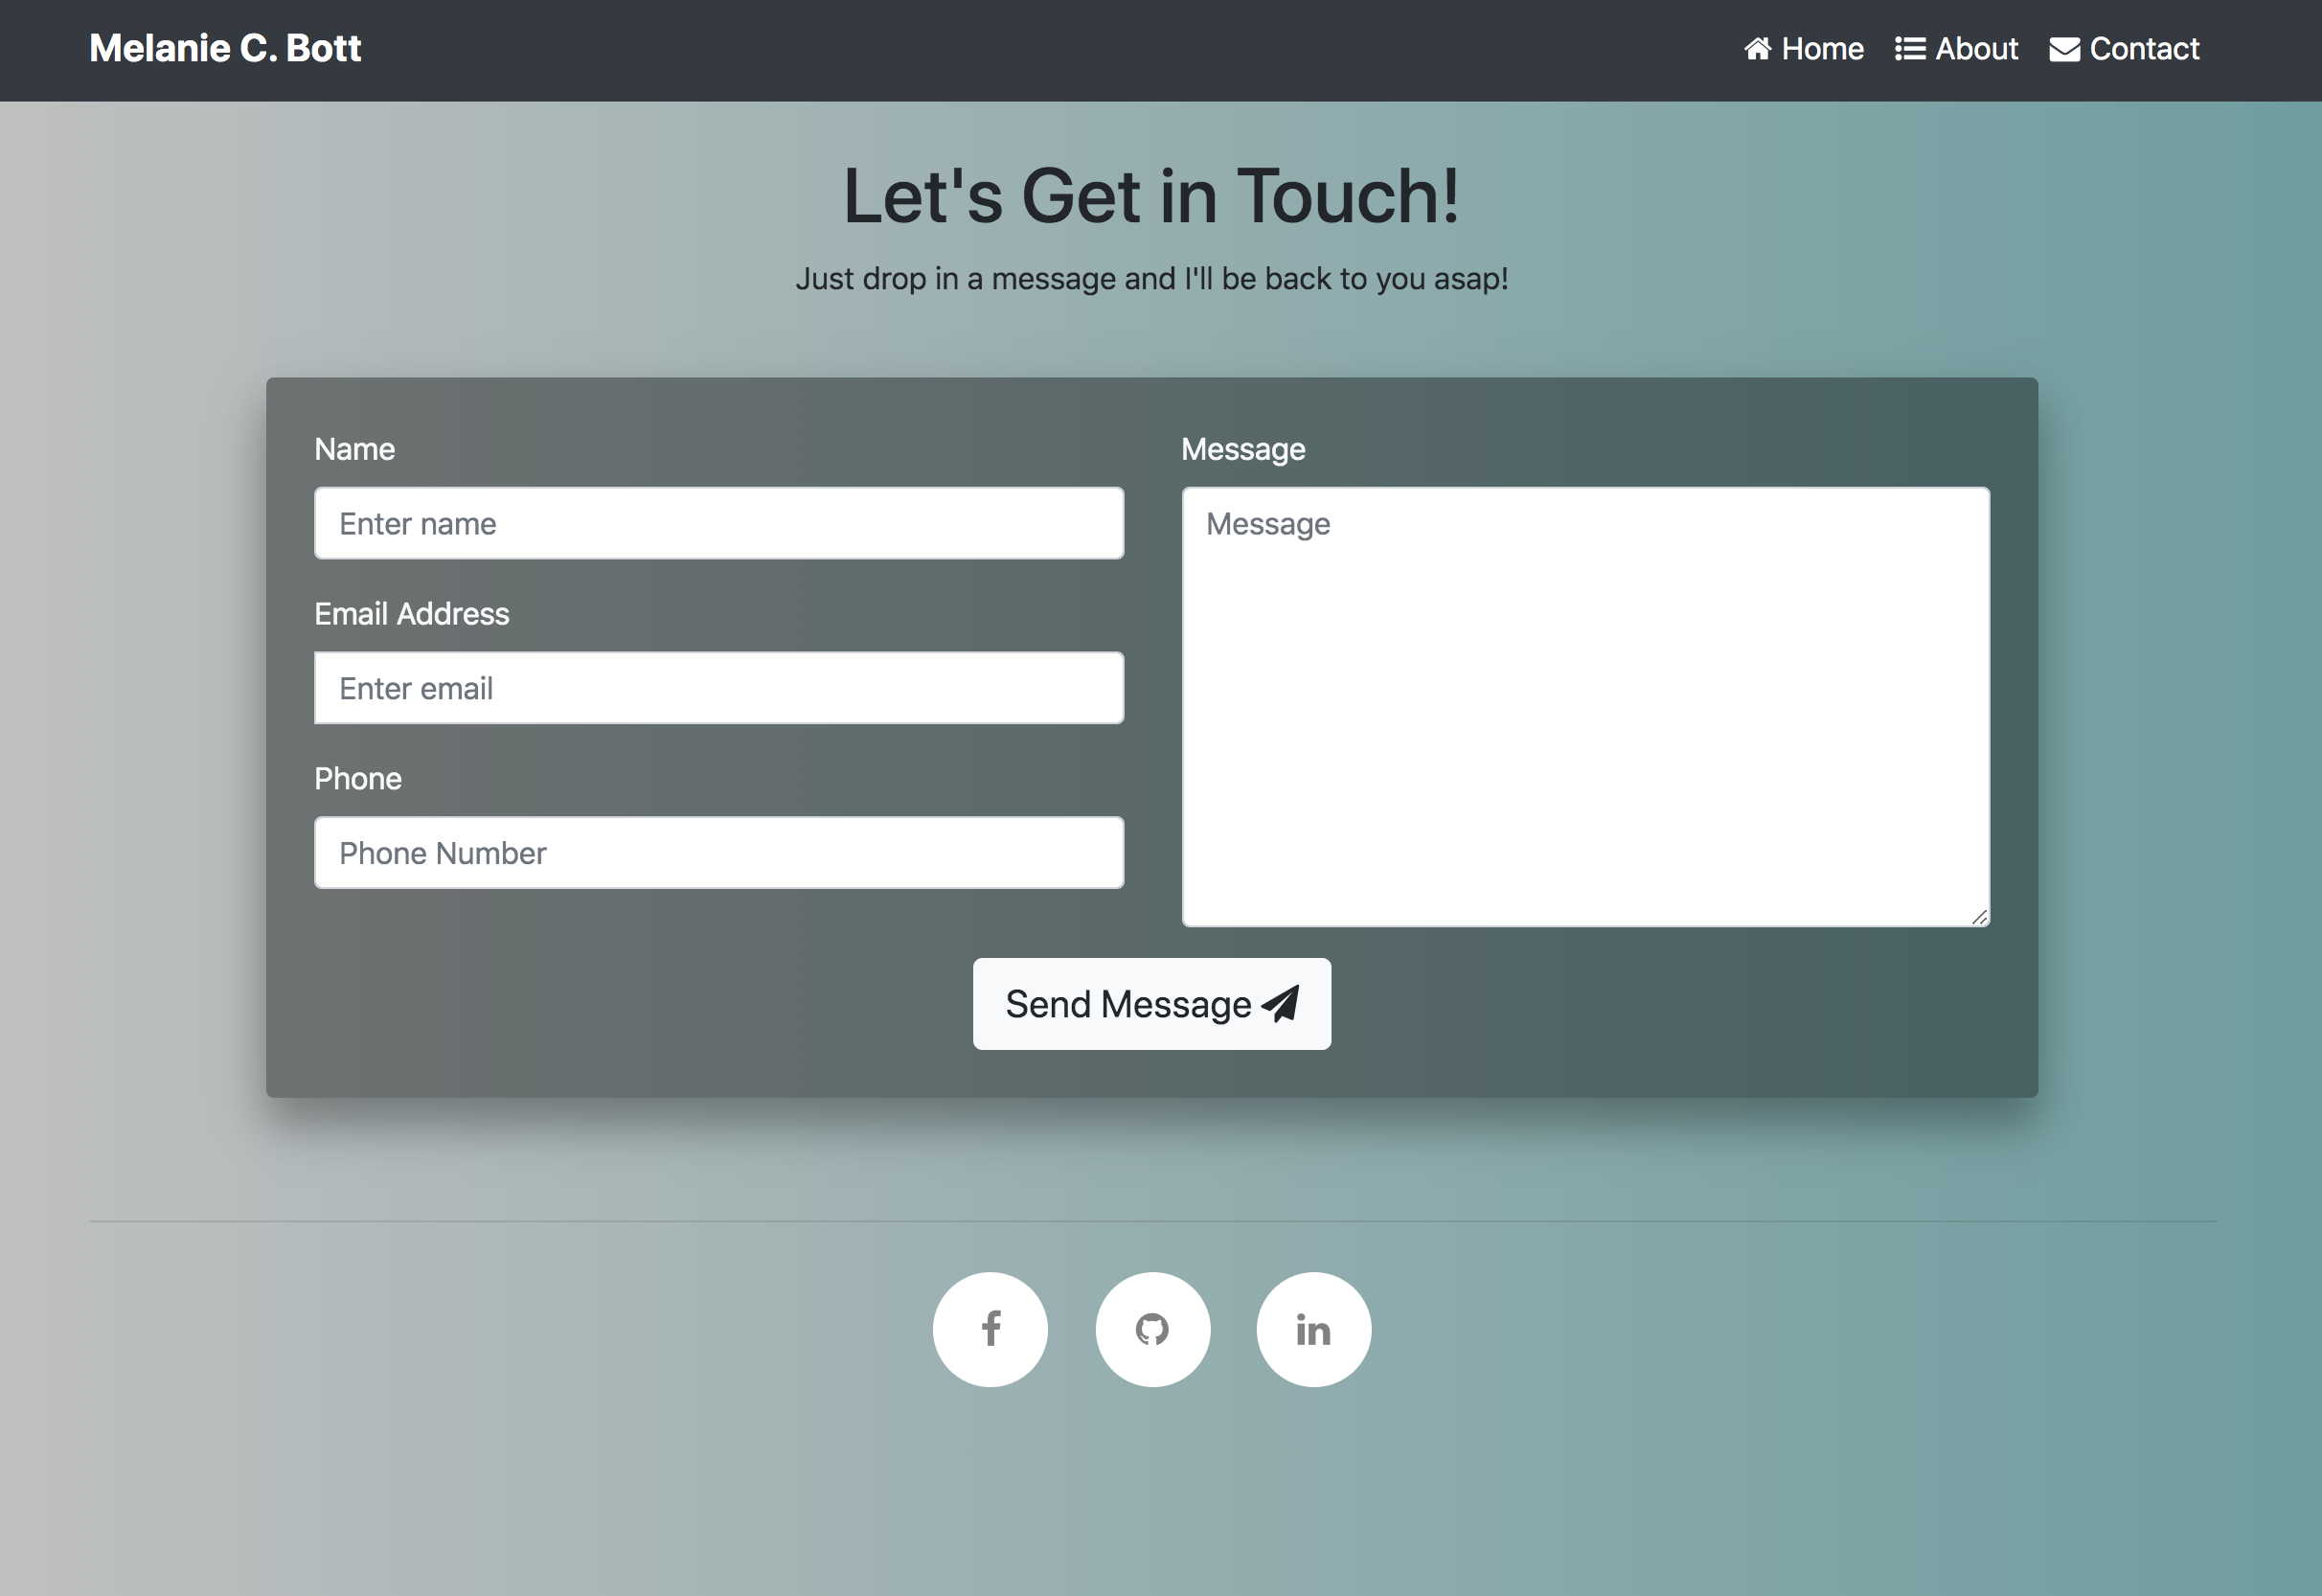 Melanie C. Bott
Home About Contact
Let's Get in Touch!
Just drop in a message and I'll be back to you asap!
Name
Enter name
Email Address
Enter email
Phone
Phone Number
Message
Message
Send Message